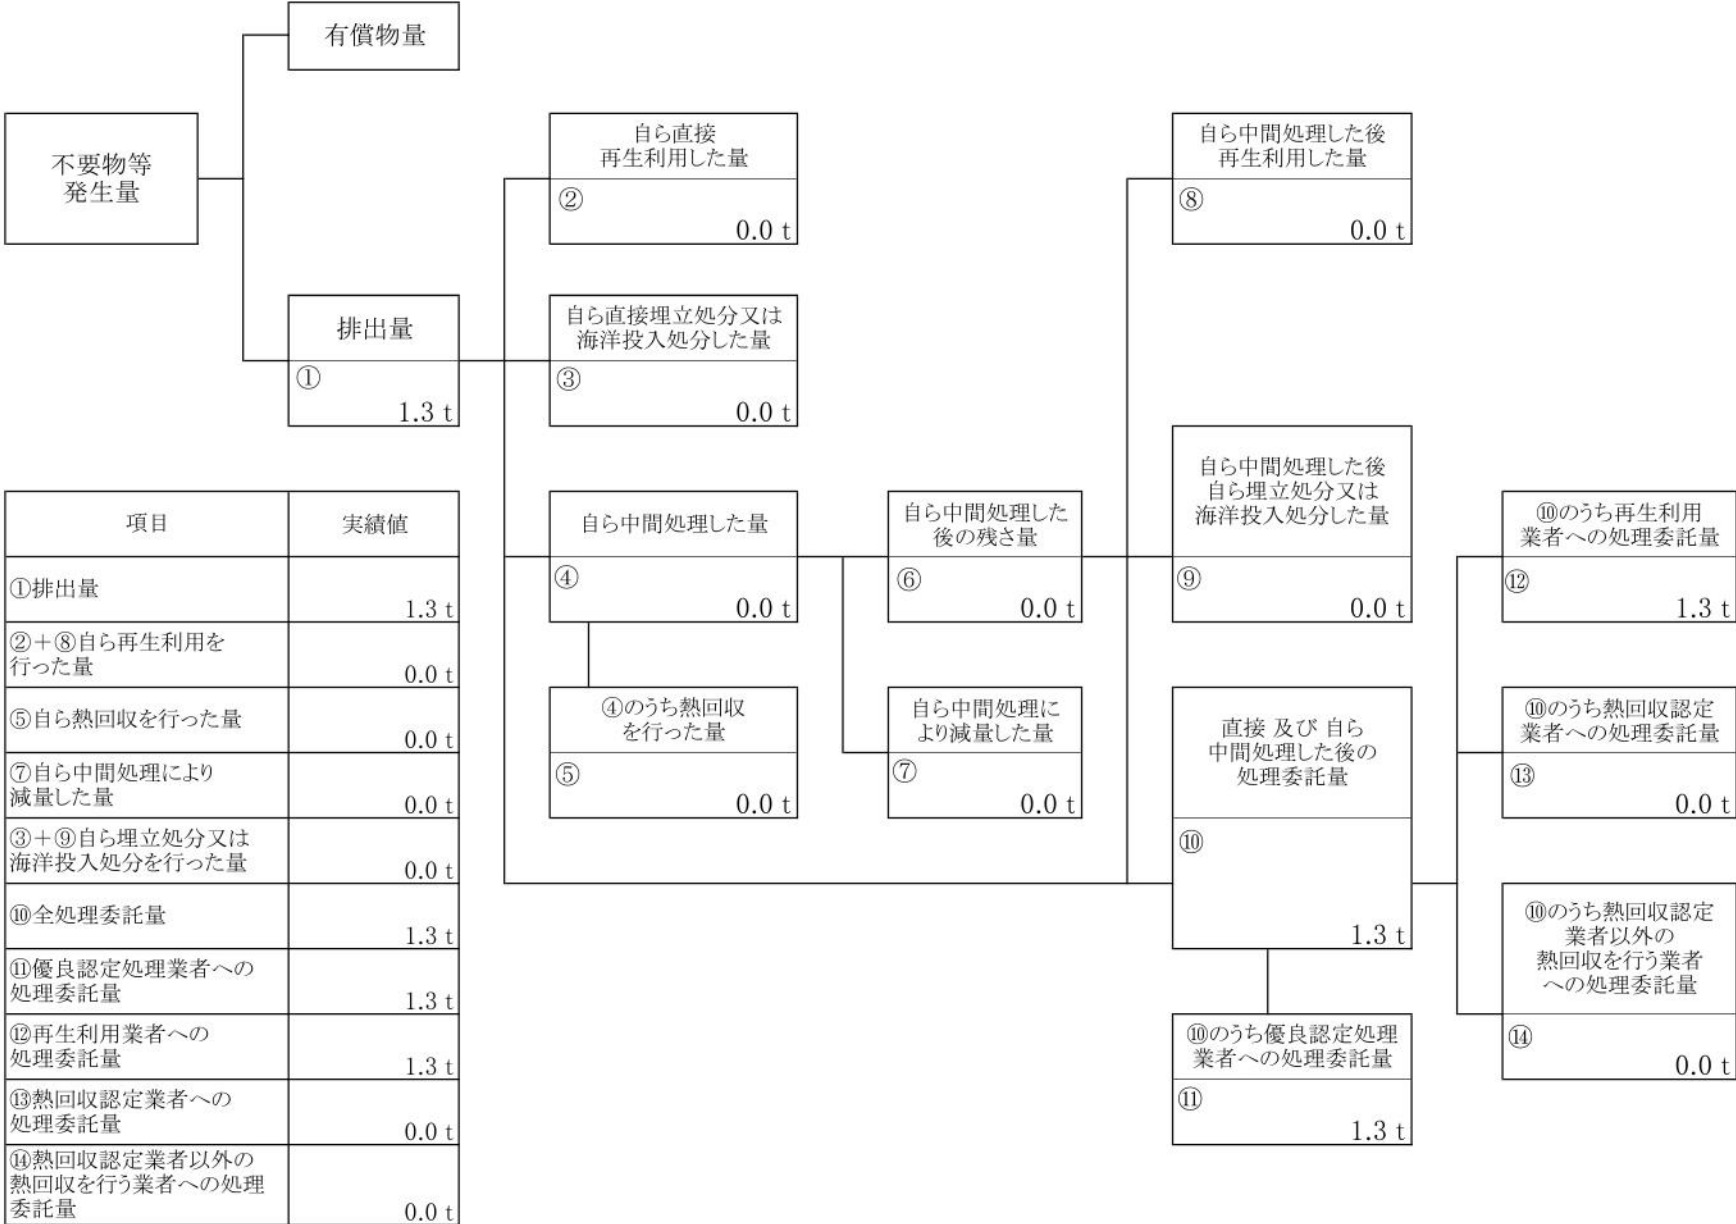 有償物量
不要物等
発生量
排出量
①
1.3 t
自ら直接
再生利用した量
②
0.0 t
自ら直接埋立処分又は
海洋投入処分した量
③
0.0 t
自ら中間処理した量
④
0.0 t
④のうち熱回収
を行った量
⑤
0.0 t
自ら中間処理した
後の残さ量
⑥
0.0 t
自ら中間処理に
より減量した量
⑦
0.0 t
自ら中間処理した後
再生利用した量
⑧
0.0 t
自ら中間処理した後
自ら埋立処分又は
海洋投入処分した量
⑨
0.0 t
直接 及び 自ら
中間処理した後の
処理委託量
⑩
1.3 t
⑩のうち優良認定処理
業者への処理委託量
⑪
1.3 t
⑩のうち再生利用
業者への処理委託量
⑫
1.3 t
⑩のうち熱回収認定
業者への処理委託量
⑬
0.0 t
⑩のうち熱回収認定
業者以外の
熱回収を行う業者
への処理委託量
⑭
0.0 t
項目 実績値
①排出量
1.3 t
②＋⑧自ら再生利用を
行った量
0.0 t
⑤自ら熱回収を行った量
0.0 t
⑦自ら中間処理により
減量した量
0.0 t
③＋⑨自ら埋立処分又は
海洋投入処分を行った量
0.0 t
⑩全処理委託量
1.3 t
⑪優良認定処理業者への
処理委託量
1.3 t
⑫再生利用業者への
処理委託量
1.3 t
⑬熱回収認定業者への
処理委託量
0.0 t
⑭熱回収認定業者以外の
熱回収を行う業者への処理
委託量
0.0 t